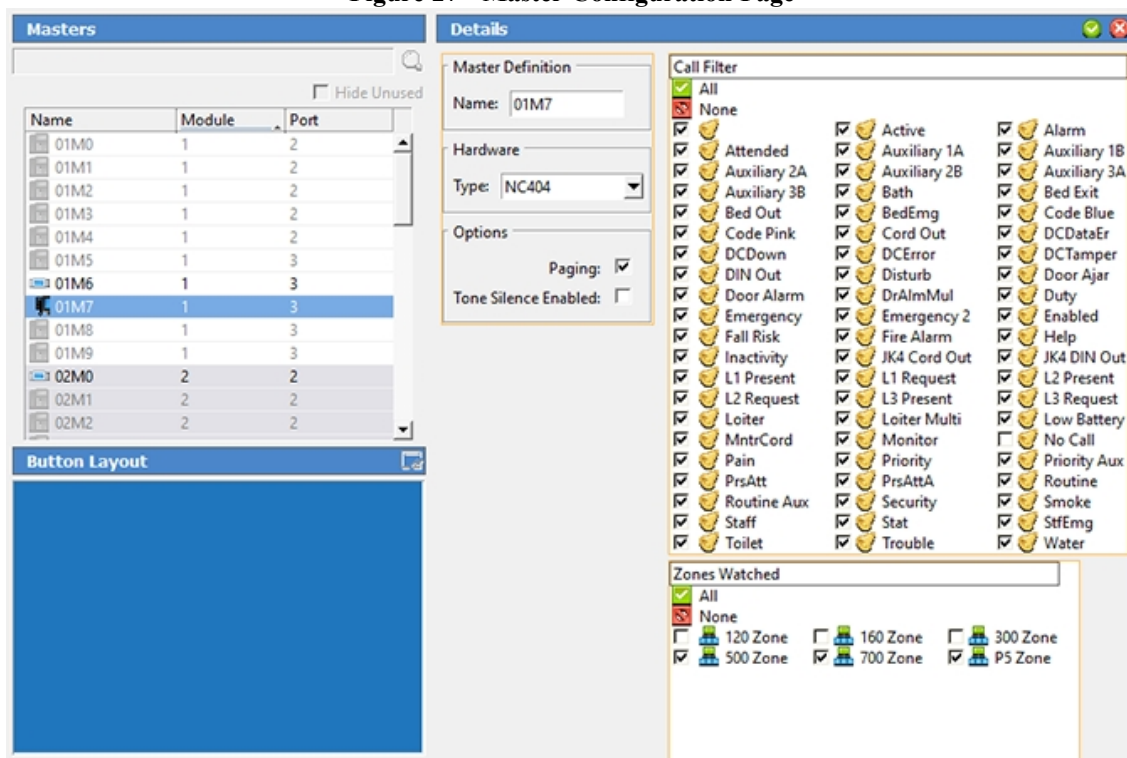 Masters
Hide Unused
Name Module Port
01M0 1 2
01M1 1 2
01M2 1 2
01M3 1 2
01M4 1 2
01M5 1 3
01M6 1 3
01M7 1 3
01M8 1 3
01M9 1 3
02M0 2 2
02M1 2 2
02M2 2 2
Button Layout
Details
Master Definition
Name: 01M7
Hardware
Type: NC404
Options
Paging:
Tone Silence Enabled:
Call Filter
All
None
Active Alarm
Attended Auxiliary 1A Auxiliary 1B
Auxiliary 2A Auxiliary 2B Auxiliary 3A
Auxiliary 3B Bath Bed Exit
Bed Out BedEmg Code Blue
Code Pink Cord Out DCDataEr
DCDown DCError DCTamper
DIN Out Disturb Door Ajar
Door Alarm DrAlmMul Duty
Emergency Emergency 2 Enabled
Fall Risk Fire Alarm Help
Inactivity JK4 Cord Out JK4 DIN Out
L1 Present L1 Request L2 Present
L2 Request L3 Present L3 Request
Loiter Loiter Multi Low Battery
MntrCord Monitor No Call
Pain Priority Priority Aux
PrsAtt PrsAttA Routine
Routine Aux Security Smoke
Staff Stat StfEmg
Toilet Trouble Water
Zones Watched
All
None
120 Zone 160 Zone 300 Zone
500 Zone 700 Zone P5 Zone